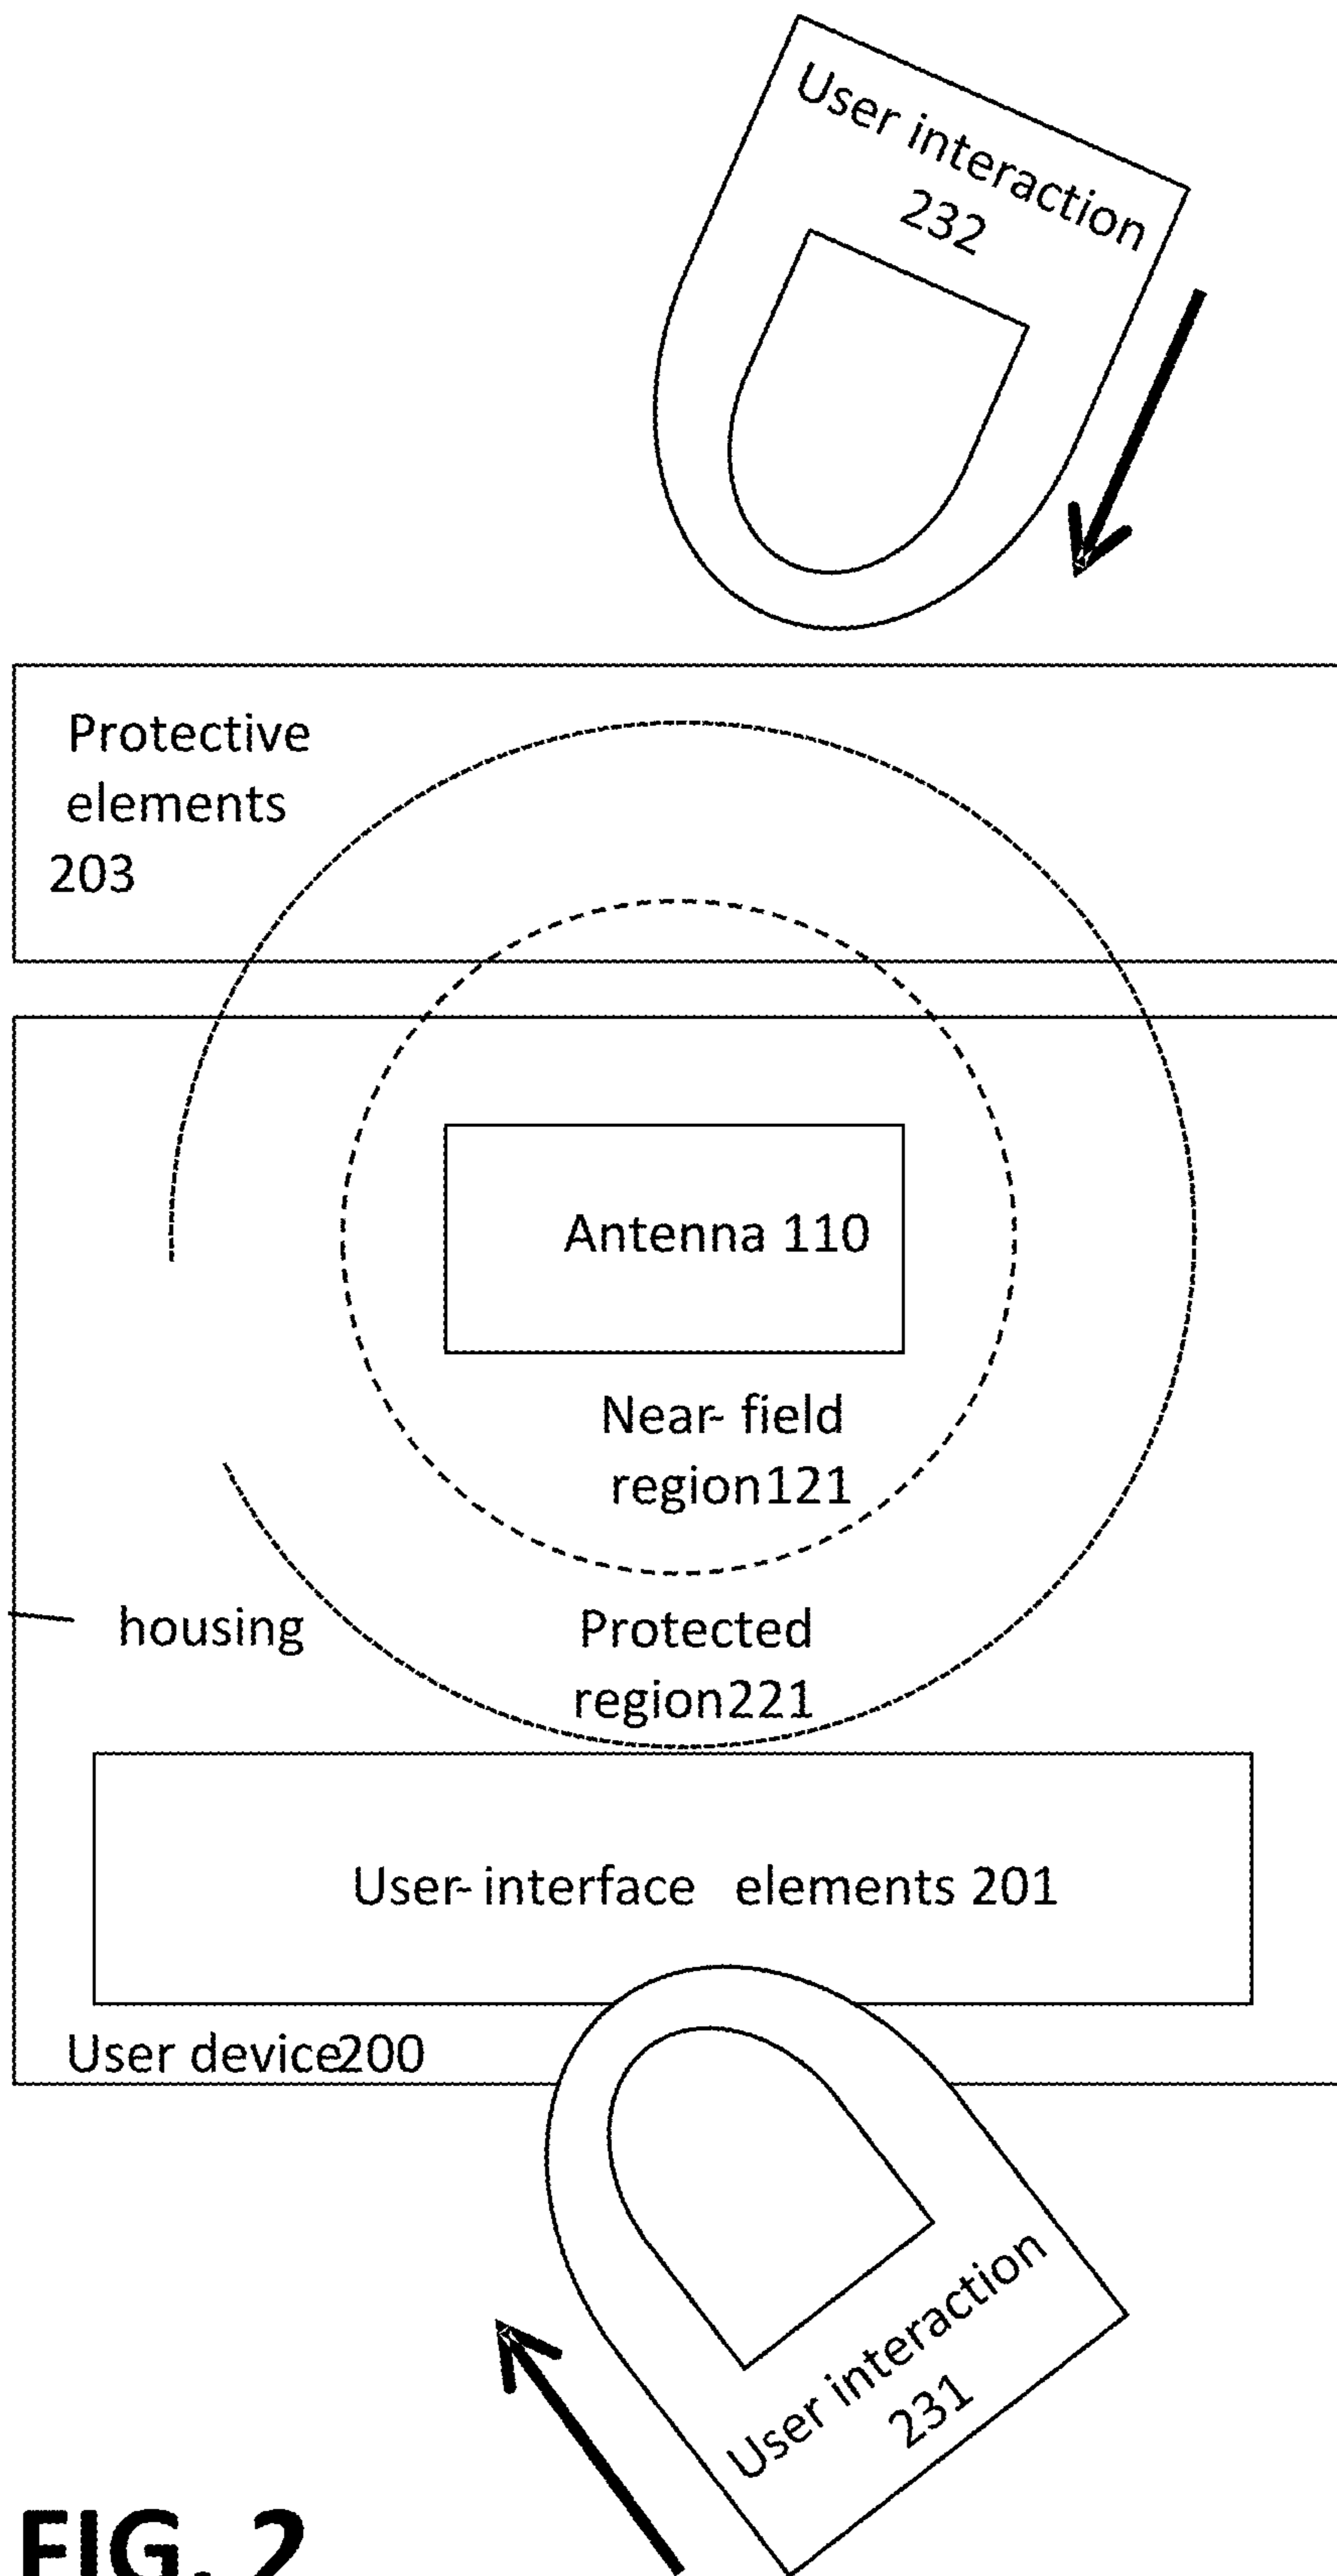 User interaction
232
Protective
elements
203
Antenna 110
Near- field
region121
housing
Protected
region221
User-interface elements 201
User device200
User interaction
231
FIG. 2